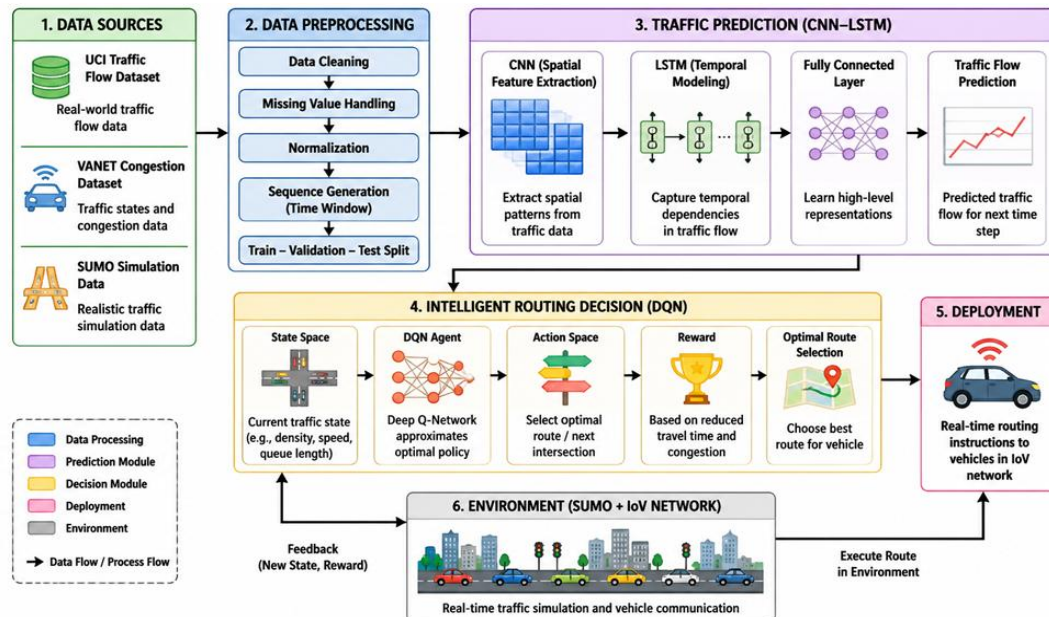 1. DATA SOURCES
UCI Traffic
Flow Dataset
Real-world traffic
flow data
VANET Congestion
Dataset
Traffic states and
congestion data
SUMO Simulation
Data
Realistic traffic
simulation data
2. DATA PREPROCESSING
Data Cleaning
Missing Value Handling
Normalization
Sequence Generation
(Time Window)
Train – Validation – Test Split
3. TRAFFIC PREDICTION (CNN–LSTM)
CNN (Spatial
Feature Extraction)
Extract spatial
patterns from
traffic data
LSTM (Temporal
Modeling)
Capture temporal
dependencies
in traffic flow
Fully Connected
Layer
Learn high-level
representations
Traffic Flow
Prediction
Predicted traffic
flow for next time
step
4. INTELLIGENT ROUTING DECISION (DQN)
State Space
Current traffic state
(e.g., density, speed,
queue length)
DQN Agent
Deep Q-Network
approximates
optimal policy
Action Space
Select optimal
route / next
intersection
Reward
Based on reduced
travel time and
congestion
Optimal Route
Selection
Choose best
route for vehicle
5. DEPLOYMENT
Real-time routing
instructions to
vehicles in IoV
network
Data Processing
Prediction Module
Decision Module
Deployment
Environment
Data Flow / Process Flow
Feedback
(New State, Reward)
6. ENVIRONMENT (SUMO + IoV NETWORK)
Real-time traffic simulation and vehicle communication
Execute Route
in Environment